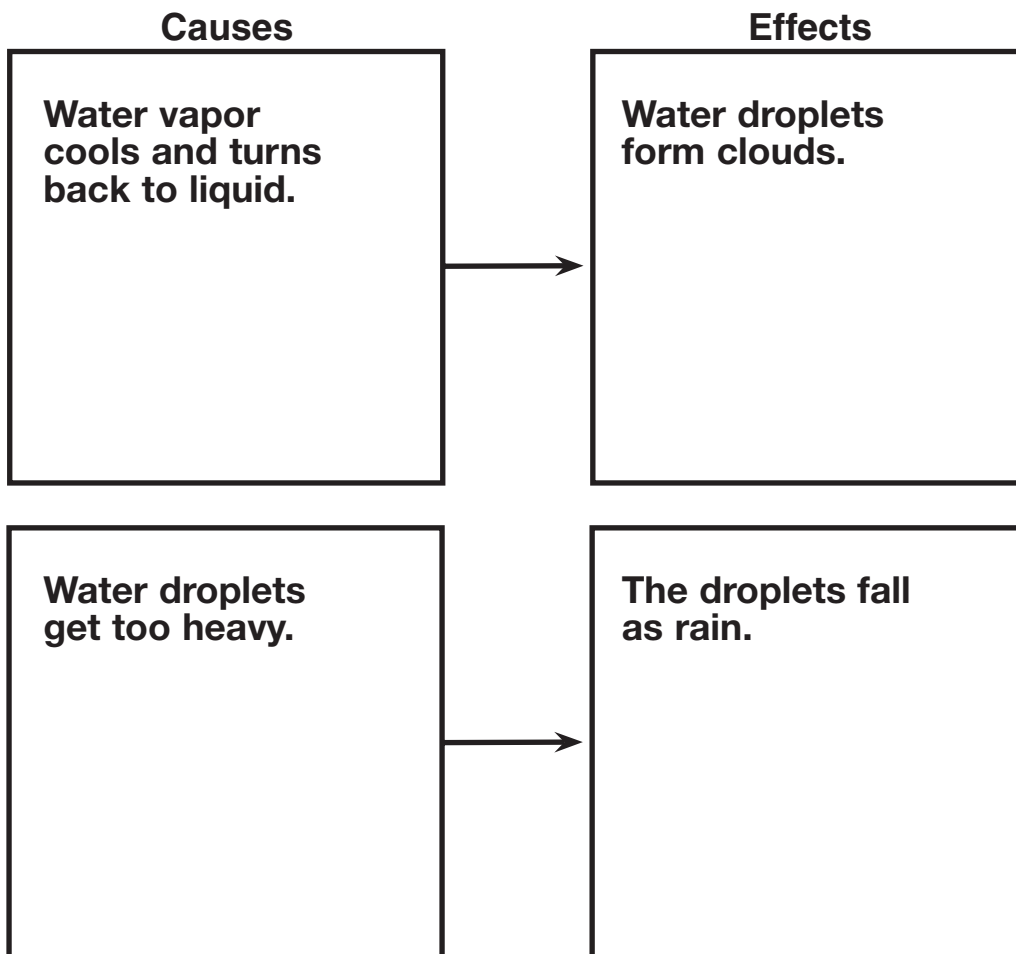 Causes
Effects
Water vapor
cools and turns
back to liquid.
Water droplets
form clouds.
Water droplets
get too heavy.
The droplets fall
as rain.